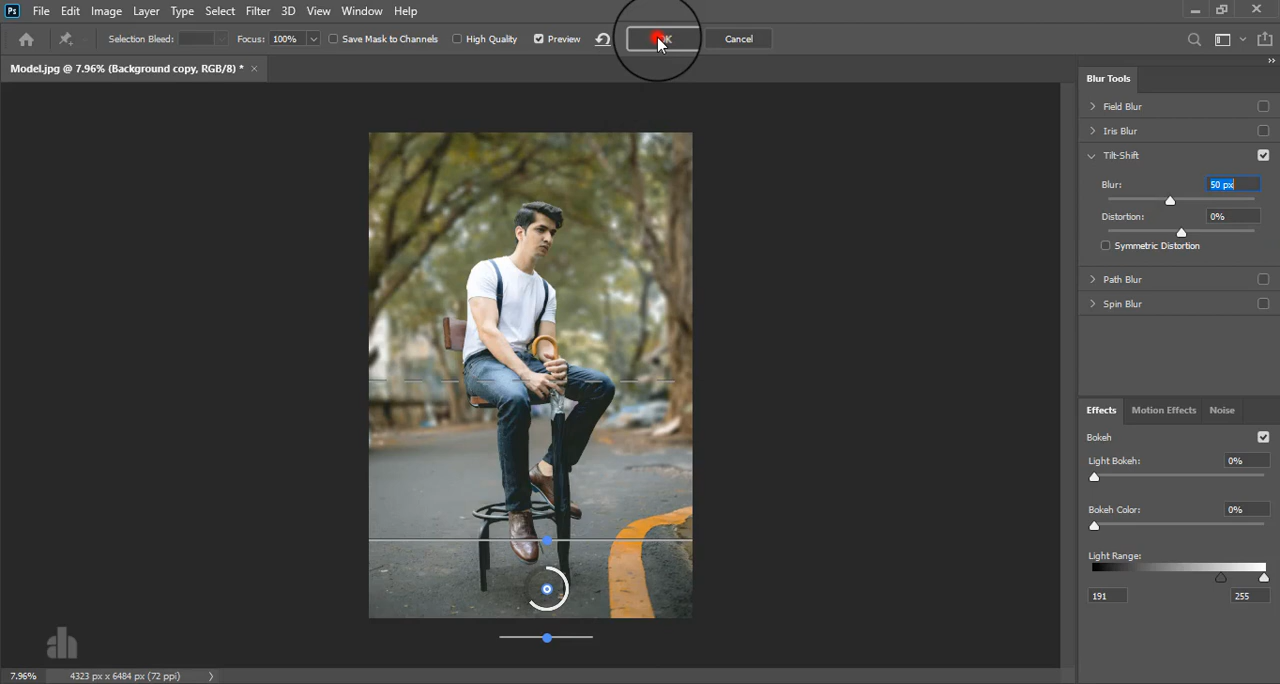 Ps File Edit Image Layer Type Select Filter 3D View Window Help
Selection Bleed: Focus: 100% Save Mask to Channels High Quality Preview Cancel
Model.jpg @ 7.96% (Background copy, RGB/8) *
Blur Tools
Field Blur
Iris Blur
Tilt-Shift
Blur: 50 px
Distortion: 0%
Symmetric Distortion
Path Blur
Spin Blur
Effects Motion Effects Noise
Bokeh
Light Bokeh: 0%
Bokeh Color: 0%
Light Range:
191 255
ah
7.96% 4323 px x 6484 px (72 ppi)